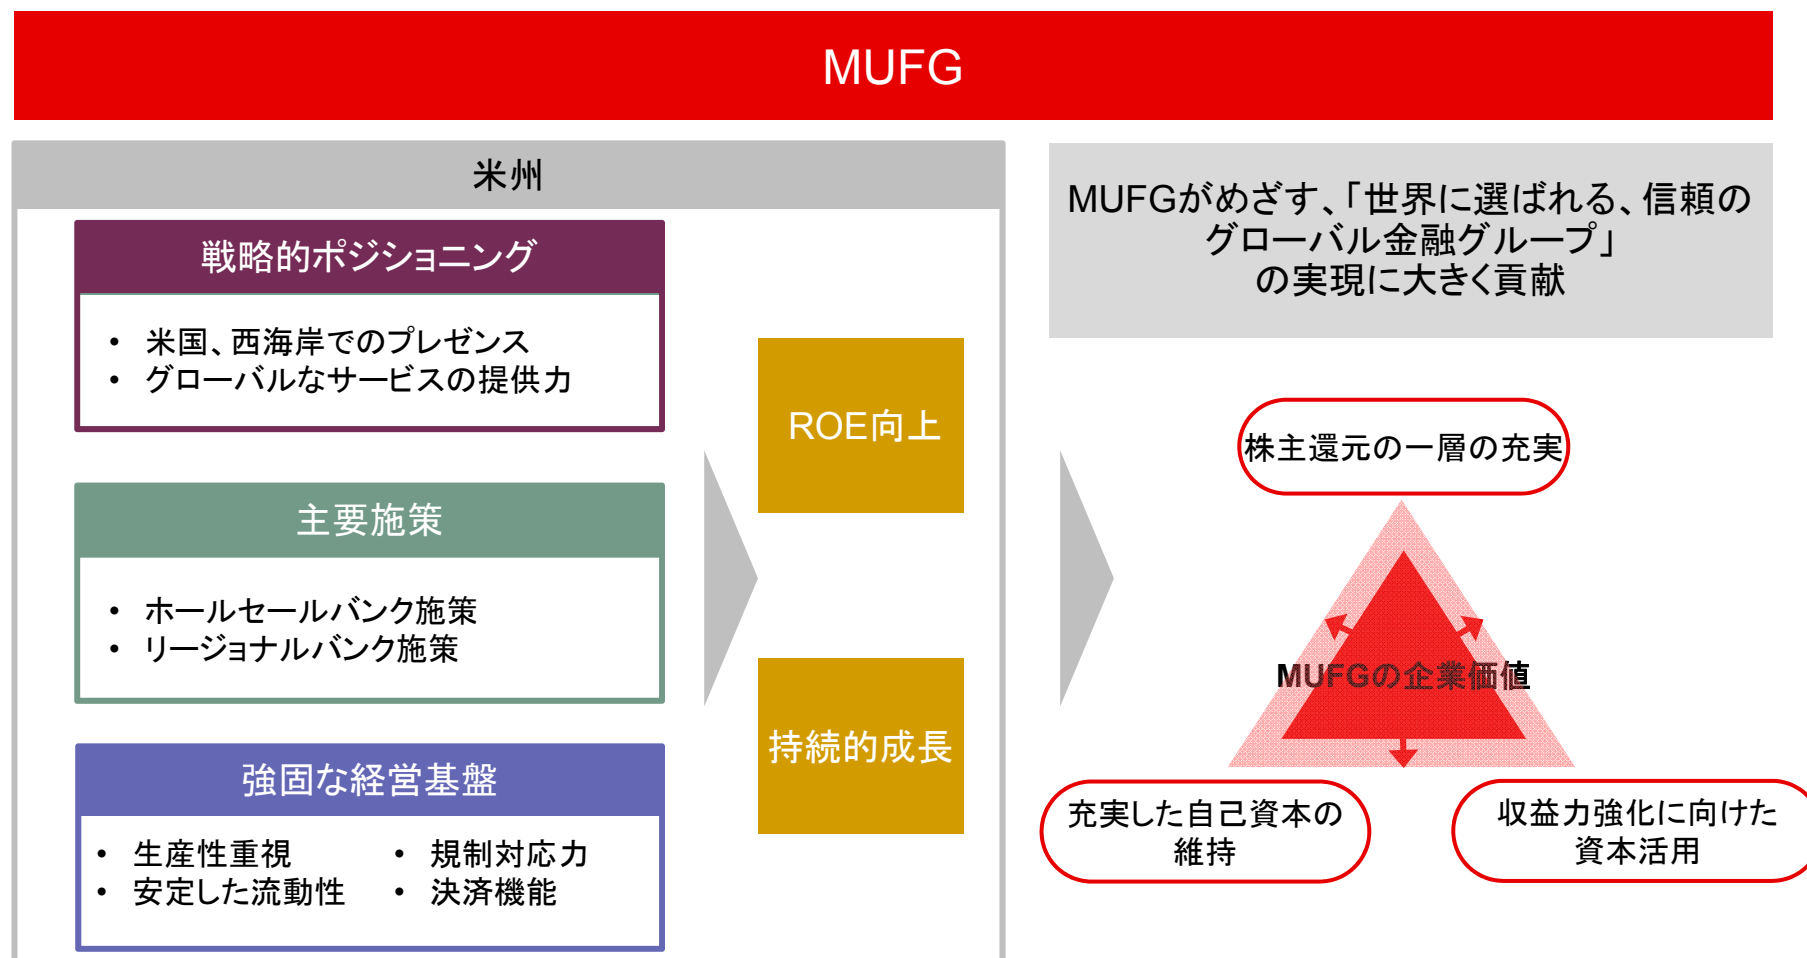 MUFG
米州
戦略的ポジショニング
• 米国、西海岸でのプレゼンス
• グローバルなサービスの提供力
主要施策
• ホールセールバンク施策
• リージョナルバンク施策
強固な経営基盤
• 生産性重視
• 安定した流動性
• 規制対応力
• 決済機能
ROE向上
持続的成長
MUFGがめざす、「世界に選ばれる、信頼の
グローバル金融グループ」
の実現に大きく貢献
株主還元の一層の充実
MUFGの企業価値
充実した自己資本の
維持
収益力強化に向けた
資本活用